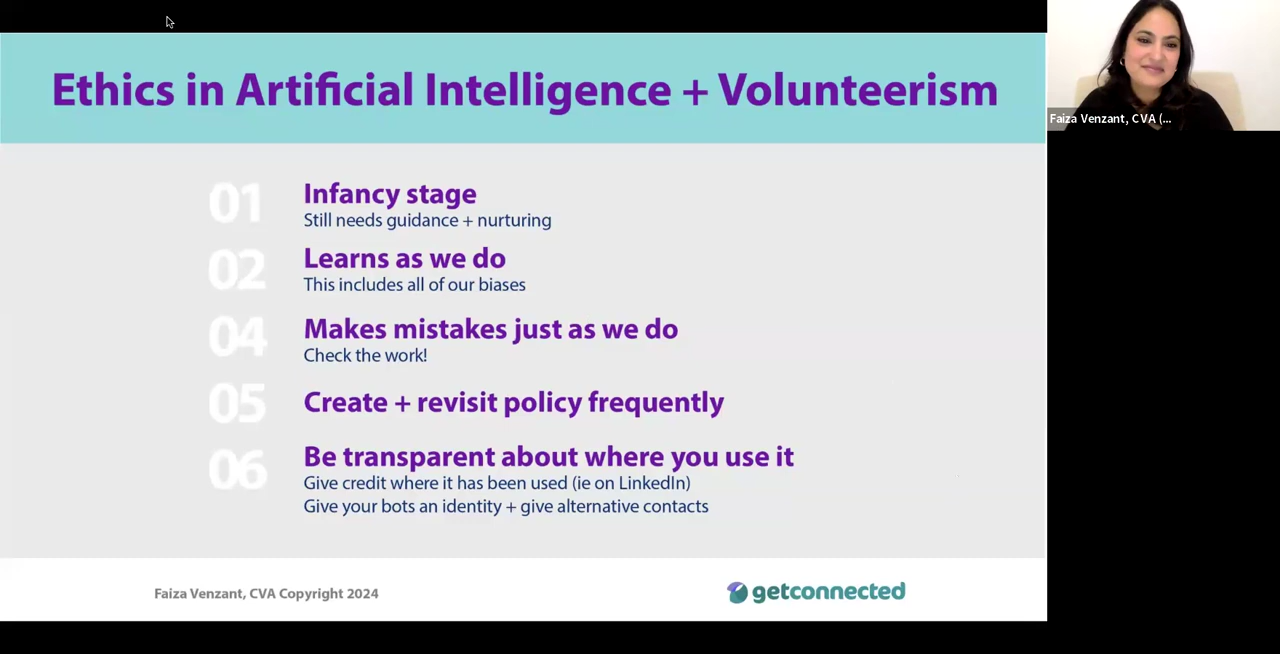 Ethics in Artificial Intelligence + Volunteerism
01
Infancy stage
Still needs guidance + nurturing
02
Learns as we do
This includes all of our biases
04
Makes mistakes just as we do
Check the work!
05
Create + revisit policy frequently
06
Be transparent about where you use it
Give credit where it has been used (ie on LinkedIn)
Give your bots an identity + give alternative contacts
Faiza Venzant, CVA Copyright 2024
getconnected
Faiza Venzant, CVA (...